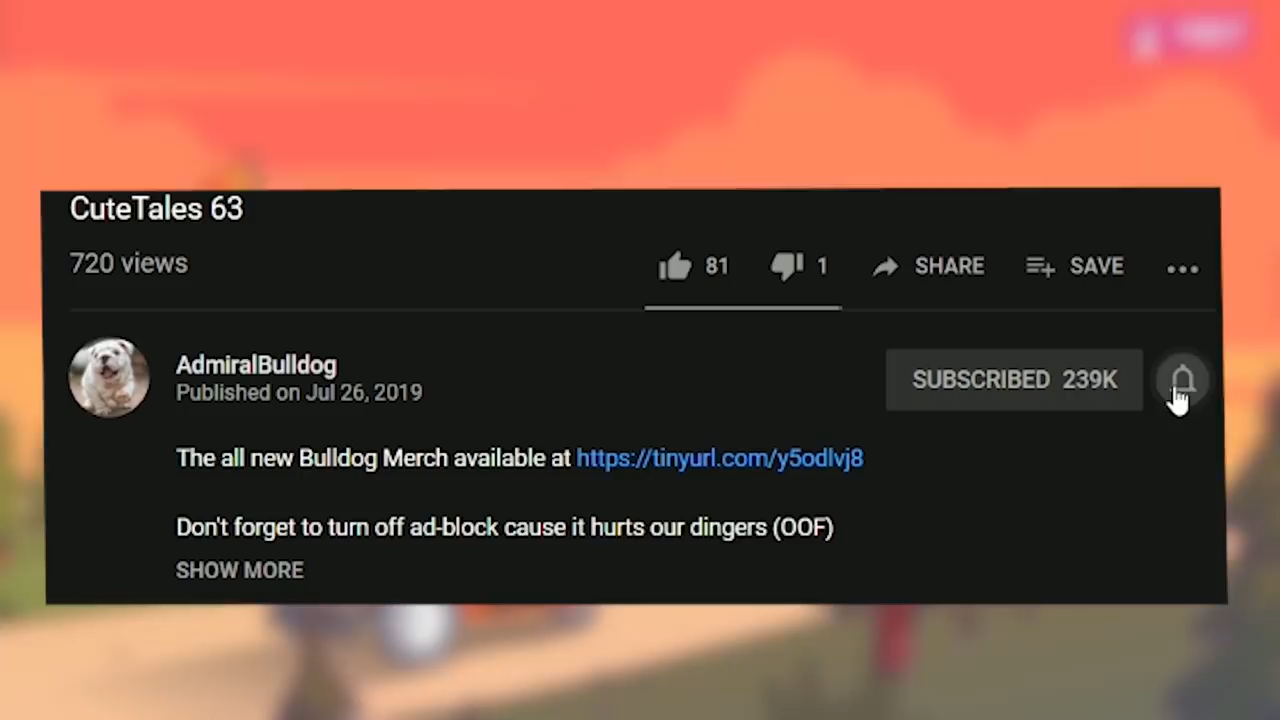 CuteTales 63
720 views
81 1 SHARE SAVE
AdmiralBulldog
Published on Jul 26, 2019
SUBSCRIBED 239K
The all new Bulldog Merch available at https://tinyurl.com/y5odlvj8
Don't forget to turn off ad-block cause it hurts our dingers (OOF)
SHOW MORE